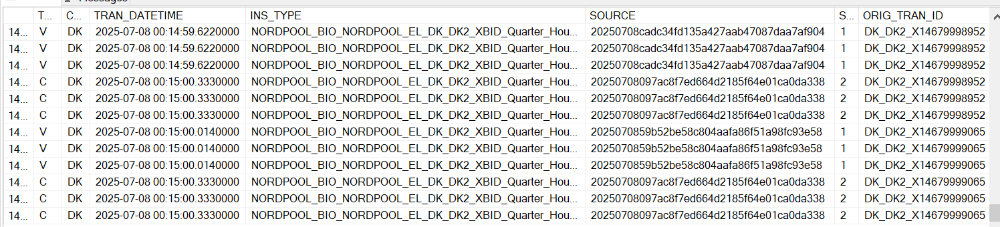 Messages
T... C... TRAN_DATETIME INS_TYPE SOURCE S... ORIG_TRAN_ID
14... V DK 2025-07-08 00:14:59.6220000 NORDPOOL_BIO_NORDPOOL_EL_DK_DK2_XBID_Quarter_Hou... 20250708cadc34fd135a427aab47087daa7af904 1 DK_DK2_X14679998952
14... V DK 2025-07-08 00:14:59.6220000 NORDPOOL_BIO_NORDPOOL_EL_DK_DK2_XBID_Quarter_Hou... 20250708cadc34fd135a427aab47087daa7af904 1 DK_DK2_X14679998952
14... V DK 2025-07-08 00:14:59.6220000 NORDPOOL_BIO_NORDPOOL_EL_DK_DK2_XBID_Quarter_Hou... 20250708cadc34fd135a427aab47087daa7af904 1 DK_DK2_X14679998952
14... C DK 2025-07-08 00:15:00.3330000 NORDPOOL_BIO_NORDPOOL_EL_DK_DK2_XBID_Quarter_Hou... 20250708097ac8f7ed664d2185f64e01ca0da338 2 DK_DK2_X14679998952
14... C DK 2025-07-08 00:15:00.3330000 NORDPOOL_BIO_NORDPOOL_EL_DK_DK2_XBID_Quarter_Hou... 20250708097ac8f7ed664d2185f64e01ca0da338 2 DK_DK2_X14679998952
14... C DK 2025-07-08 00:15:00.3330000 NORDPOOL_BIO_NORDPOOL_EL_DK_DK2_XBID_Quarter_Hou... 20250708097ac8f7ed664d2185f64e01ca0da338 2 DK_DK2_X14679998952
14... V DK 2025-07-08 00:15:00.0140000 NORDPOOL_BIO_NORDPOOL_EL_DK_DK2_XBID_Quarter_Hou... 2025070859b52be58c804aafa86f51a98fc93e58 1 DK_DK2_X14679999065
14... V DK 2025-07-08 00:15:00.0140000 NORDPOOL_BIO_NORDPOOL_EL_DK_DK2_XBID_Quarter_Hou... 2025070859b52be58c804aafa86f51a98fc93e58 1 DK_DK2_X14679999065
14... V DK 2025-07-08 00:15:00.0140000 NORDPOOL_BIO_NORDPOOL_EL_DK_DK2_XBID_Quarter_Hou... 2025070859b52be58c804aafa86f51a98fc93e58 1 DK_DK2_X14679999065
14... C DK 2025-07-08 00:15:00.3330000 NORDPOOL_BIO_NORDPOOL_EL_DK_DK2_XBID_Quarter_Hou... 20250708097ac8f7ed664d2185f64e01ca0da338 2 DK_DK2_X14679999065
14... C DK 2025-07-08 00:15:00.3330000 NORDPOOL_BIO_NORDPOOL_EL_DK_DK2_XBID_Quarter_Hou... 20250708097ac8f7ed664d2185f64e01ca0da338 2 DK_DK2_X14679999065
14... C DK 2025-07-08 00:15:00.3330000 NORDPOOL_BIO_NORDPOOL_EL_DK_DK2_XBID_Quarter_Hou... 20250708097ac8f7ed664d2185f64e01ca0da338 2 DK_DK2_X14679999065